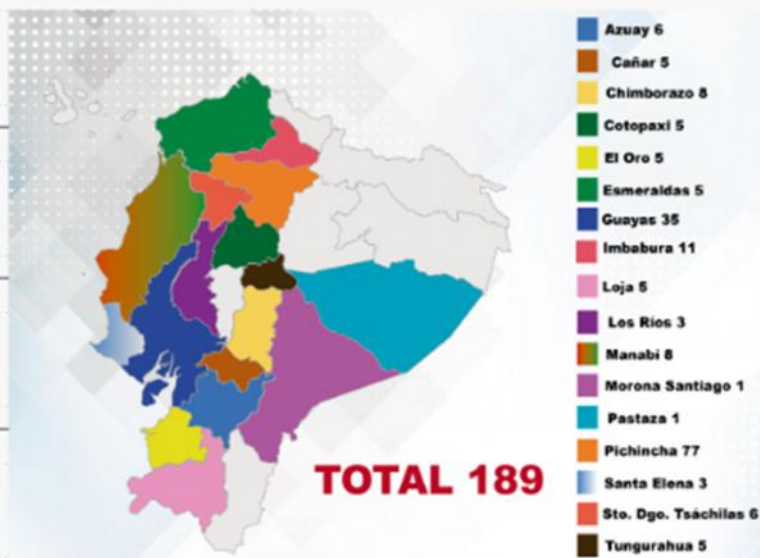 Azuay 6
Cañar 5
Chimborazo 8
Cotopaxi 5
El Oro 5
Esmeraldas 5
Guayas 35
Imbabura 11
Loja 5
Los Ríos 3
Manabí 8
Morona Santiago 1
Pastaza 1
Pichincha 77
Santa Elena 3
Sto. Dgo. Tsáchilas 6
Tungurahua 5
TOTAL 189